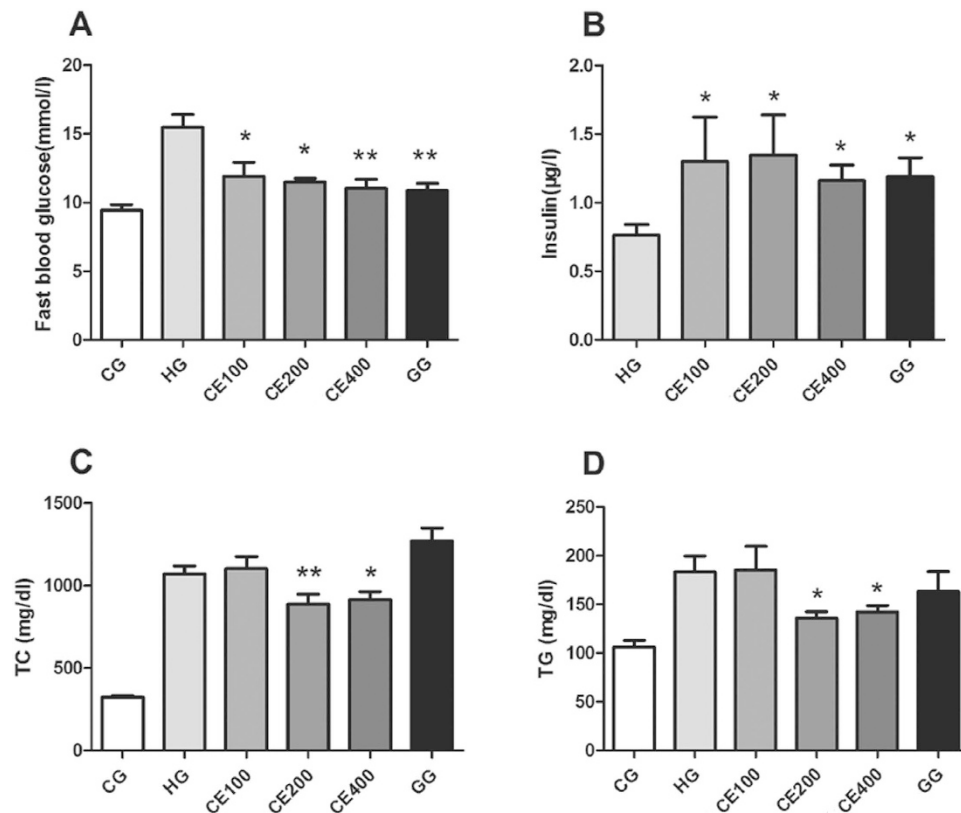 A
Fast blood glucose(mmol/l)
20
15
10
5
0
*
*
**
**
CG
HG
CE100
CE200
CE400
GG
B
Insulin(µg/l)
2.0
1.5
1.0
0.5
0.0
*
*
*
*
HG
CE100
CE200
CE400
GG
C
TC (mg/dl)
1500
1000
500
0
**
*
CG
HG
CE100
CE200
CE400
GG
D
TG (mg/dl)
250
200
150
100
50
0
*
*
CG
HG
CE100
CE200
CE400
GG